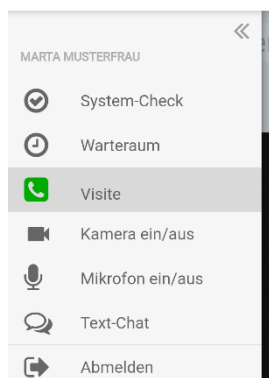 MARTA MUSTERFRAU
System-Check
Warteraum
Visite
Kamera ein/aus
Mikrofon ein/aus
Text-Chat
Abmelden